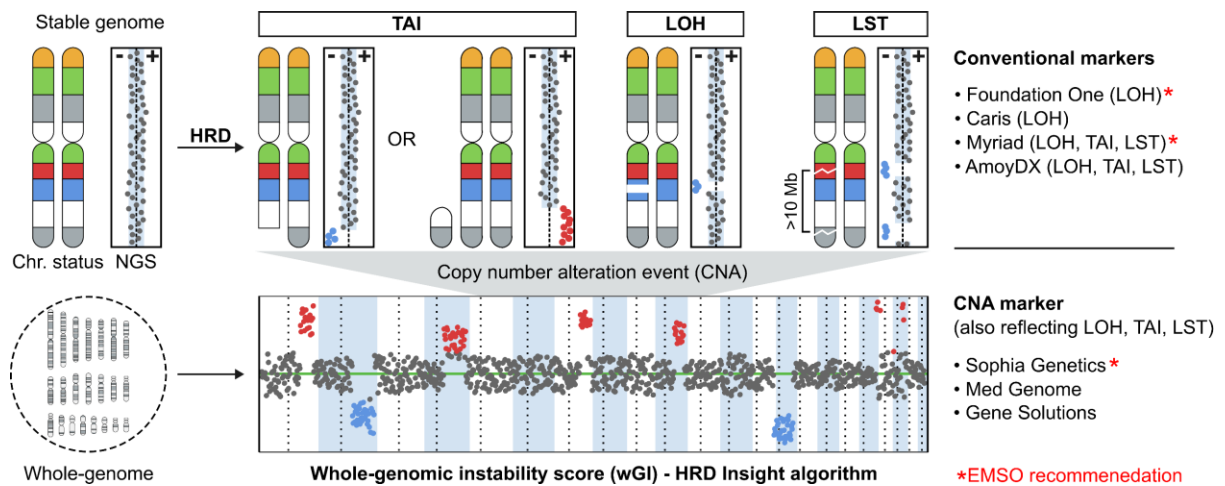 Stable genome
TAI
LOH
LST
- +
- +
- +
- +
- +
HRD
OR
>10 Mb
Chr. status
NGS
Conventional markers
• Foundation One (LOH)*
• Caris (LOH)
• Myriad (LOH, TAI, LST)*
• AmoyDX (LOH, TAI, LST)
Copy number alteration event (CNA)
CNA marker
(also reflecting LOH, TAI, LST)
• Sophia Genetics*
• Med Genome
• Gene Solutions
Whole-genome
Whole-genomic instability score (wGI) - HRD Insight algorithm
*EMSO recommenedation